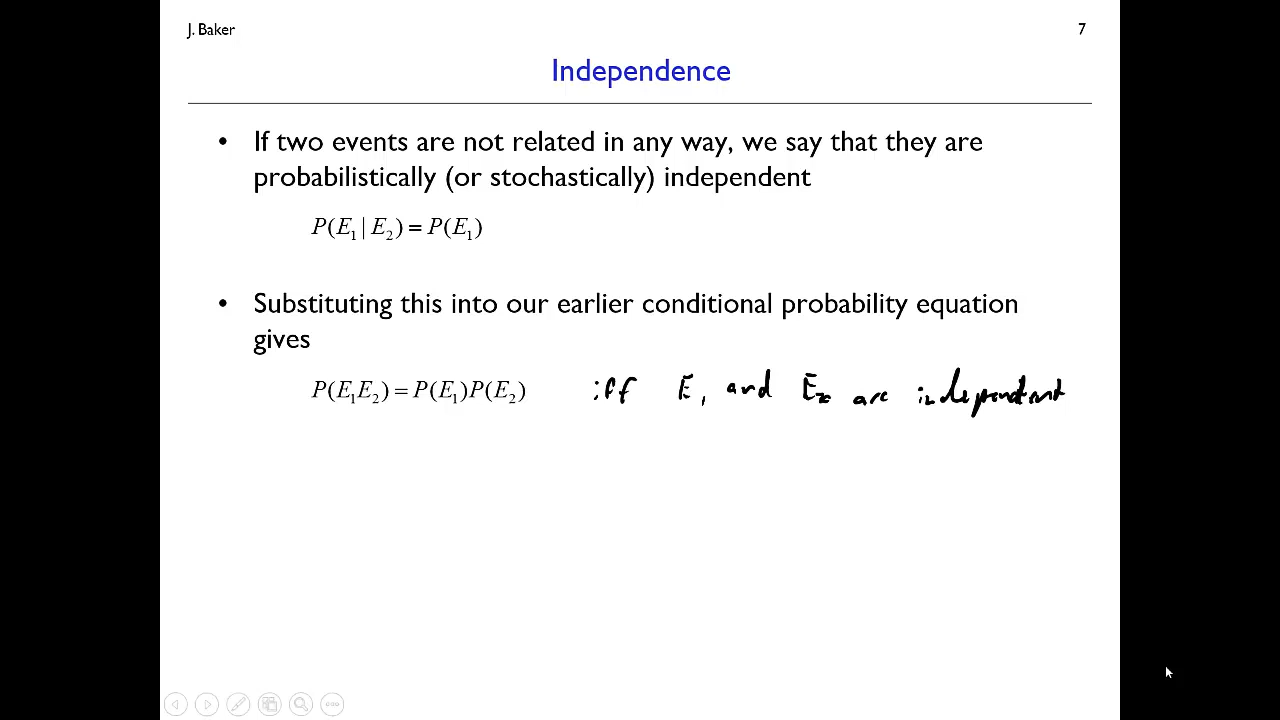 J. Baker 7
Independence
• If two events are not related in any way, we say that they are
probabilistically (or stochastically) independent
P(E₁ | E₂) = P(E₁)
• Substituting this into our earlier conditional probability equation
gives
P(E₁E₂) = P(E₁)P(E₂) iff E₁ and E₂ are independent